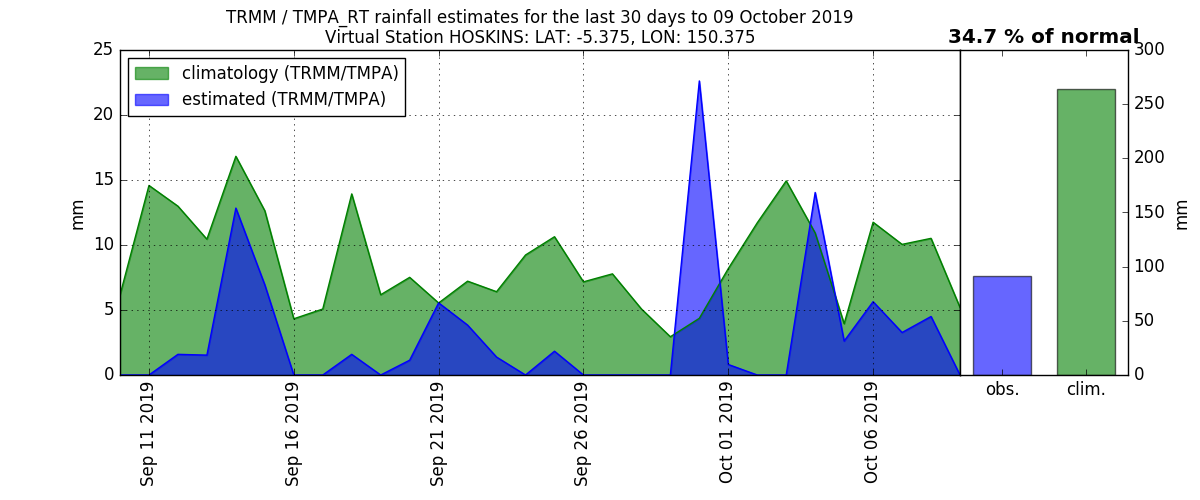 TRMM / TMPA_RT rainfall estimates for the last 30 days to 09 October 2019
Virtual Station HOSKINS: LAT: -5.375, LON: 150.375
34.7 % of normal
climatology (TRMM/TMPA)
estimated (TRMM/TMPA)
25
20
15
10
5
0
mm
Sep 11 2019
Sep 16 2019
Sep 21 2019
Sep 26 2019
Oct 01 2019
Oct 06 2019
300
250
200
150
100
50
0
mm
obs.
clim.